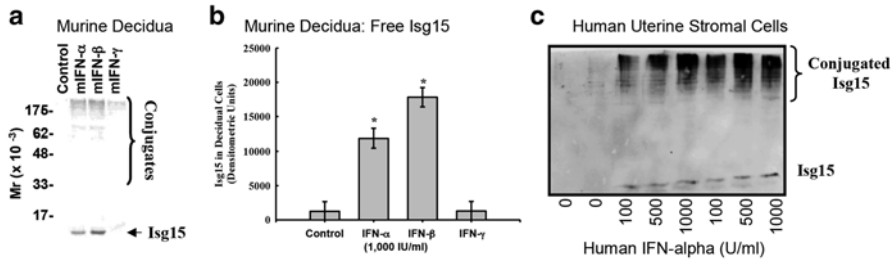 a Murine Decidua
Control
mIFN-α
mIFN-β
mIFN-γ
Mr (x 10 -3)
175-
62-
48-
33-
17-
Conjugates
Isg15
b Murine Decidua: Free Isg15
Isg15 in Decidual Cells
(Densitometric Units)
25000
20000
15000
10000
5000
0
*
*
Control IFN-α IFN-β IFN-γ
(1,000 IU/ml)
c Human Uterine Stromal Cells
Conjugated
Isg15
Isg15
0 0 100 500 1000 100 500 1000
Human IFN-alpha (U/ml)